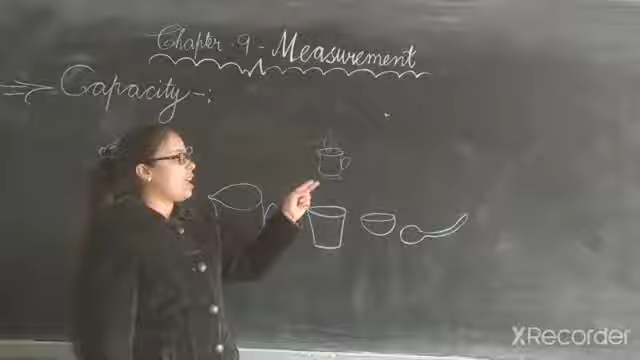 Chapter 9 - Measurement
⇒ Capacity -:
XRecorder